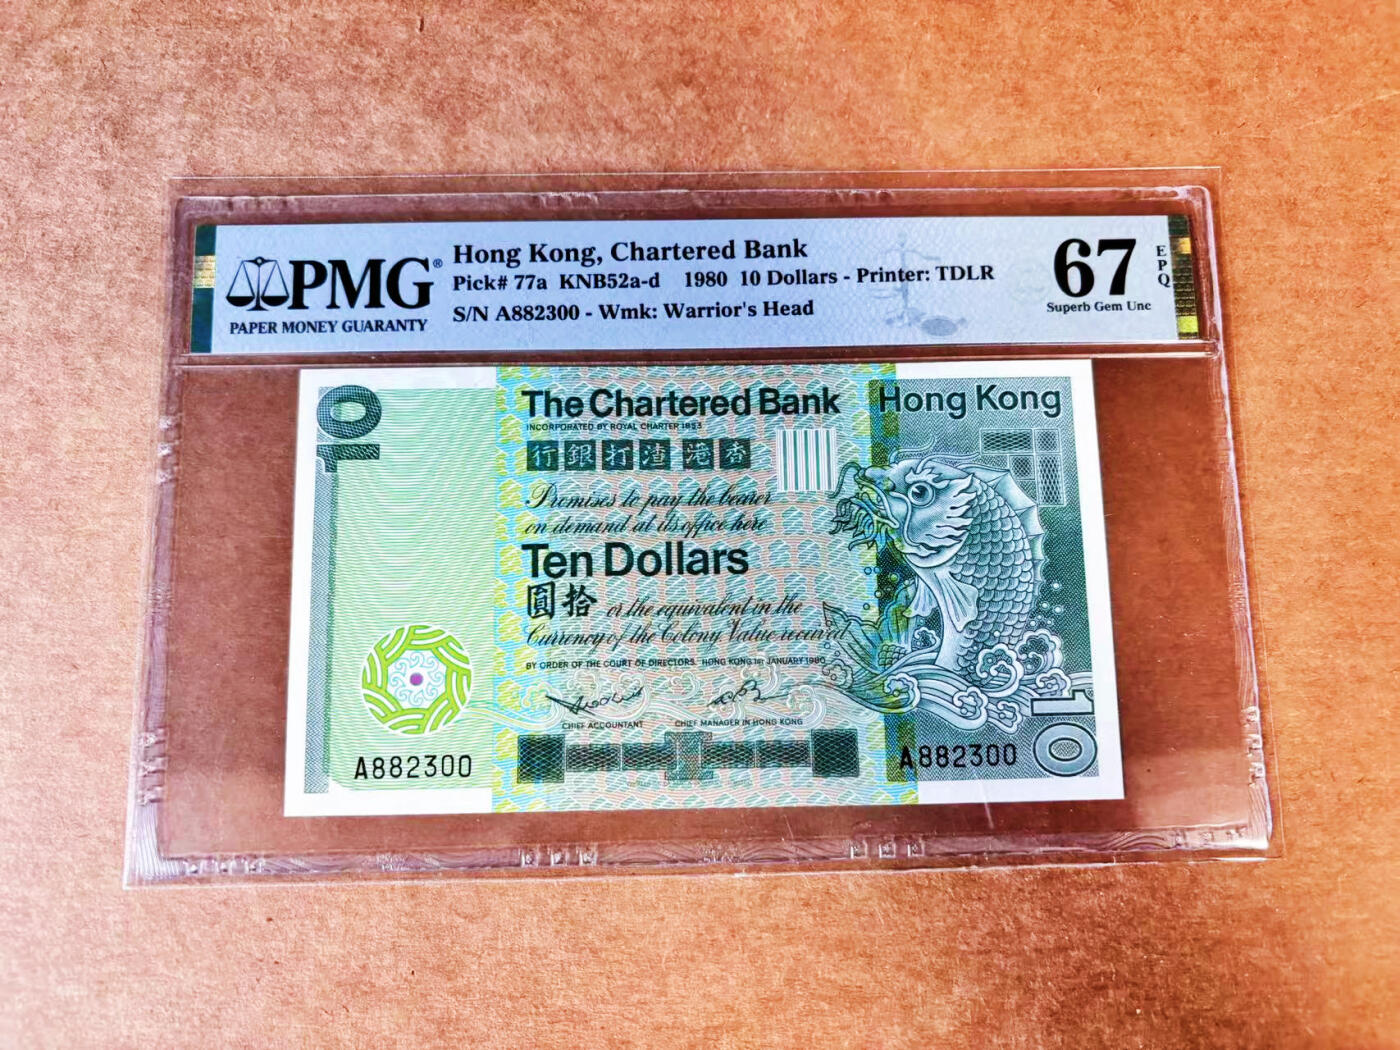 PMG®
PAPER MONEY GUARANTY
Hong Kong, Chartered Bank
Pick# 77a KNB52a-d 1980 10 Dollars - Printer: TDLR
S/N A882300 - Wmk: Warrior's Head
67
Superb Gem Unc
EPQ
10
The Chartered Bank
Hong Kong
INCORPORATED BY ROYAL CHARTER 1853
行銀打渣港香
Promises to pay the bearer
on demand at its office here
Ten Dollars
圓拾 or the equivalent in the
Currency of the Colony Value received
BY ORDER OF THE COURT OF DIRECTORS. HONG KONG 1ST JANUARY 1980
CHIEF ACCOUNTANT
CHIEF MANAGER IN HONG KONG
A882300
A882300
10